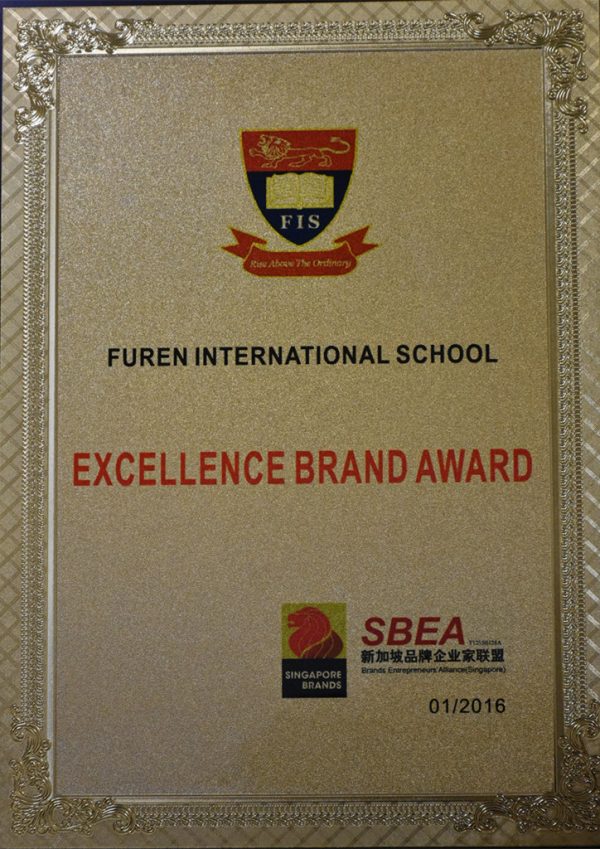 FIS
Rise Above The Ordinary
FUREN INTERNATIONAL SCHOOL
EXCELLENCE BRAND AWARD
SINGAPORE
BRANDS
SBEA
新加坡品牌企业家联盟
Brands Entrepreneurs Alliance(Singapore)
01/2016